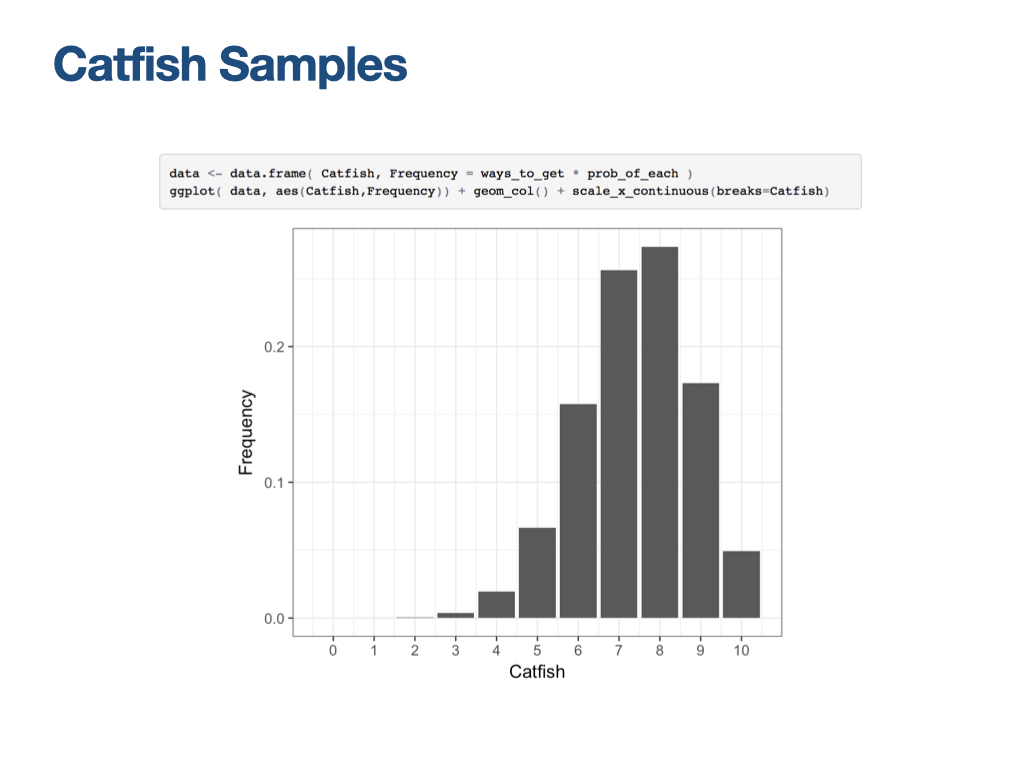 Catfish Samples
data <- data.frame( Catfish, Frequency = ways_to_get * prob_of_each )
ggplot( data, aes(Catfish,Frequency)) + geom_col() + scale_x_continuous(breaks=Catfish)
Frequency
0.2
0.1
0.0
0 1 2 3 4 5 6 7 8 9 10
Catfish